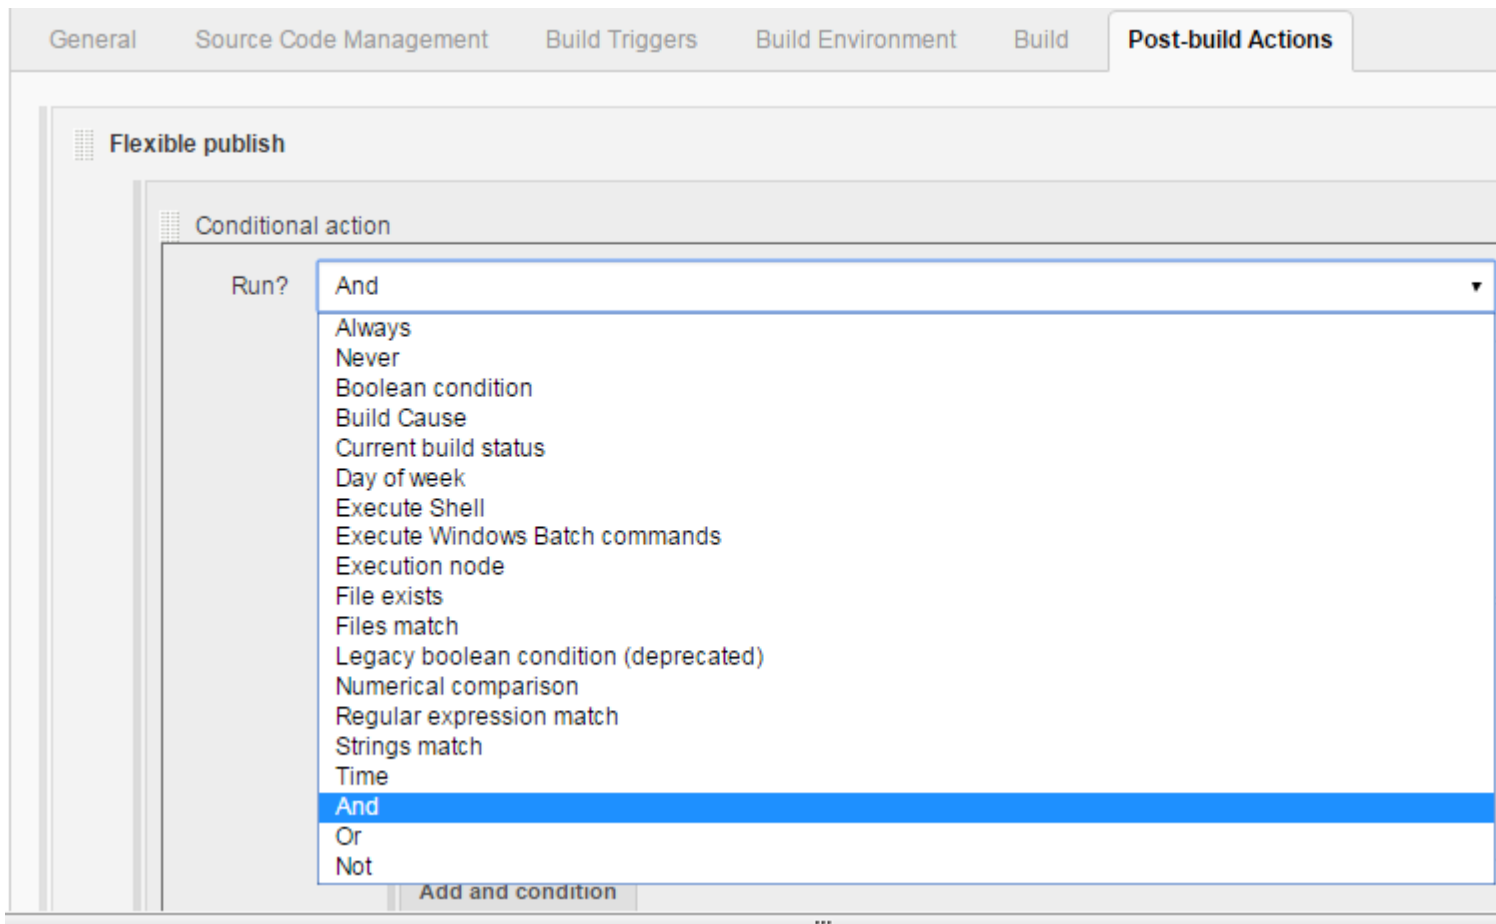 General Source Code Management Build Triggers Build Environment Build Post-build Actions
Flexible publish
Conditional action
Run? And
Always
Never
Boolean condition
Build Cause
Current build status
Day of week
Execute Shell
Execute Windows Batch commands
Execution node
File exists
Files match
Legacy boolean condition (deprecated)
Numerical comparison
Regular expression match
Strings match
Time
And
Or
Not
Add and condition